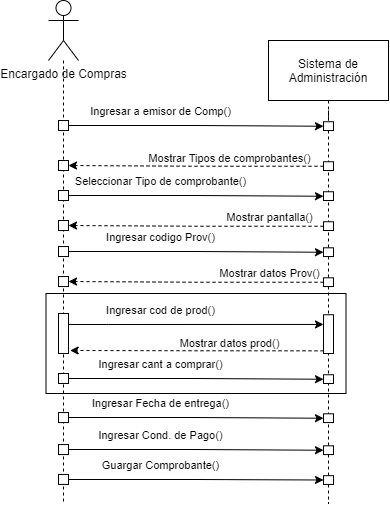 Encargado de Compras
Sistema de
Administración
Ingresar a emisor de Comp()
Mostrar Tipos de comprobantes()
Seleccionar Tipo de comprobante()
Mostrar pantalla()
Ingresar codigo Prov()
Mostrar datos Prov()
Ingresar cod de prod()
Mostrar datos prod()
Ingresar cant a comprar()
Ingresar Fecha de entrega()
Ingresar Cond. de Pago()
Guargar Comprobante()